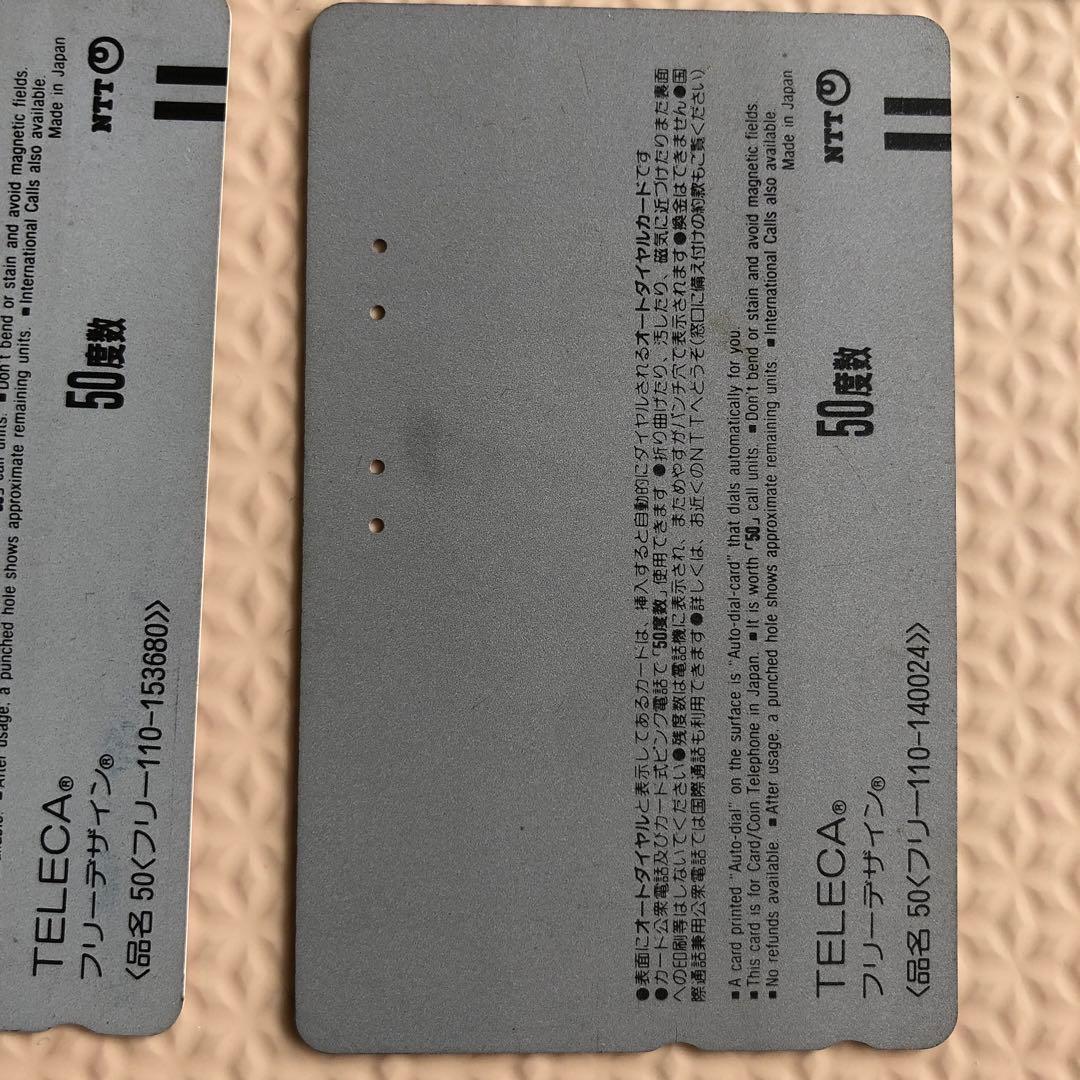 able.  ■After usage, a punched hole shows approximate remaining units.  ■International Calls also available.
call units.  ■Don't bend or stain and avoid magnetic fields.
Made in Japan
NTT
50度数
TELECA®
フリーデザイン®
〈品名 50〈フリー110-153680〉〉
●表面にオートダイヤルと表示してあるカードは、挿入すると自動的にダイヤルされるオートダイヤルカードです
●カード公衆電話及びカード式ピンク電話で「50度数」使用できます●折り曲げたり、汚したり、磁気に近づけたりまた裏面
への印刷等はしないでください●残度数は電話機に表示され、まためやすがパンチ穴で表示されます●換金はできません●国
際通話兼用公衆電話では国際通話も利用できます●詳しくは、お近くのNTTへどうぞ(窓口に備え付けの約款もご覧ください)
■A card printed "Auto-dial" on the surface is "Auto-dial-card" that dials automatically for you.
■This card is for Card/Coin Telephone in Japan.  ■It is worth「50」call units.  ■Don't bend or stain and avoid magnetic fields.
■No refunds available.  ■After usage, a punched hole shows approximate remaining units.  ■International Calls also available.
Made in Japan
NTT
50度数
TELECA®
フリーデザイン®
〈品名 50〈フリー110-140024〉〉